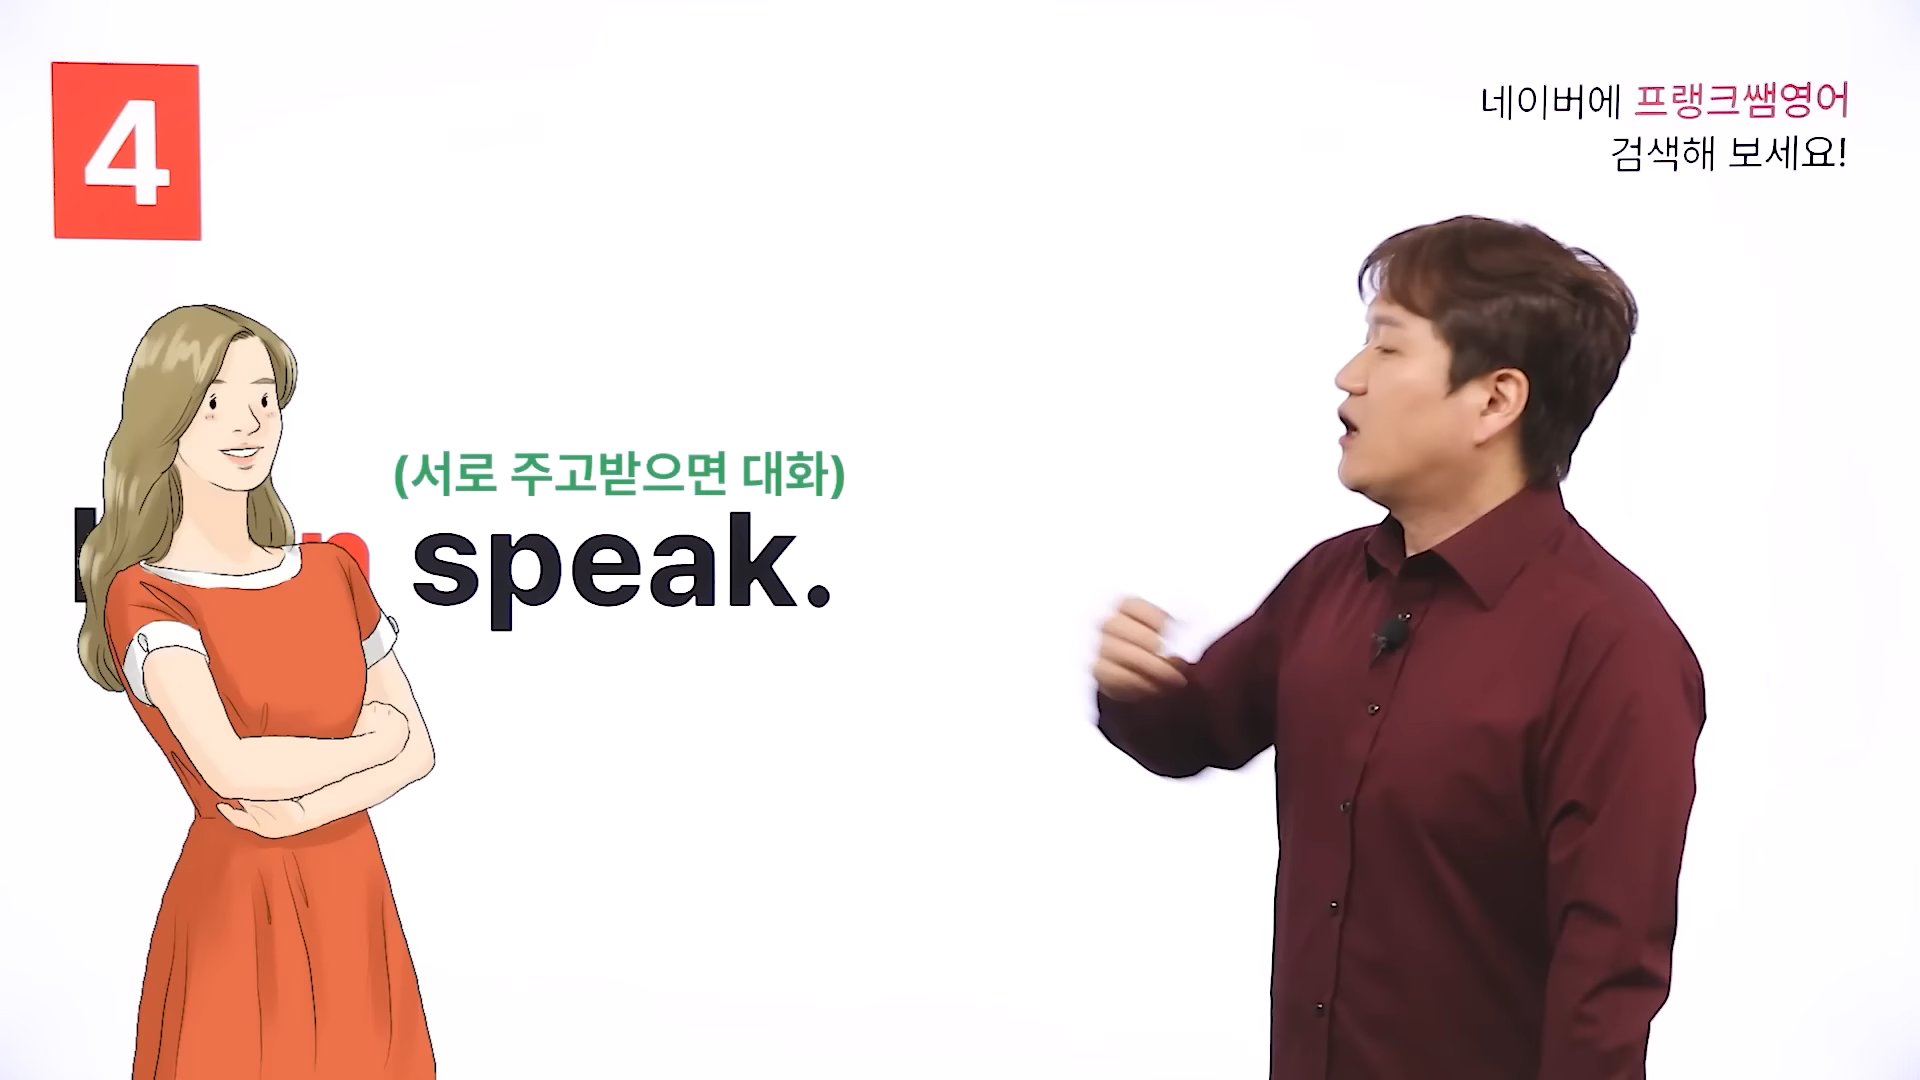 4
네이버에 프랭크쌤영어
검색해 보세요!
(서로 주고받으면 대화)
speak.